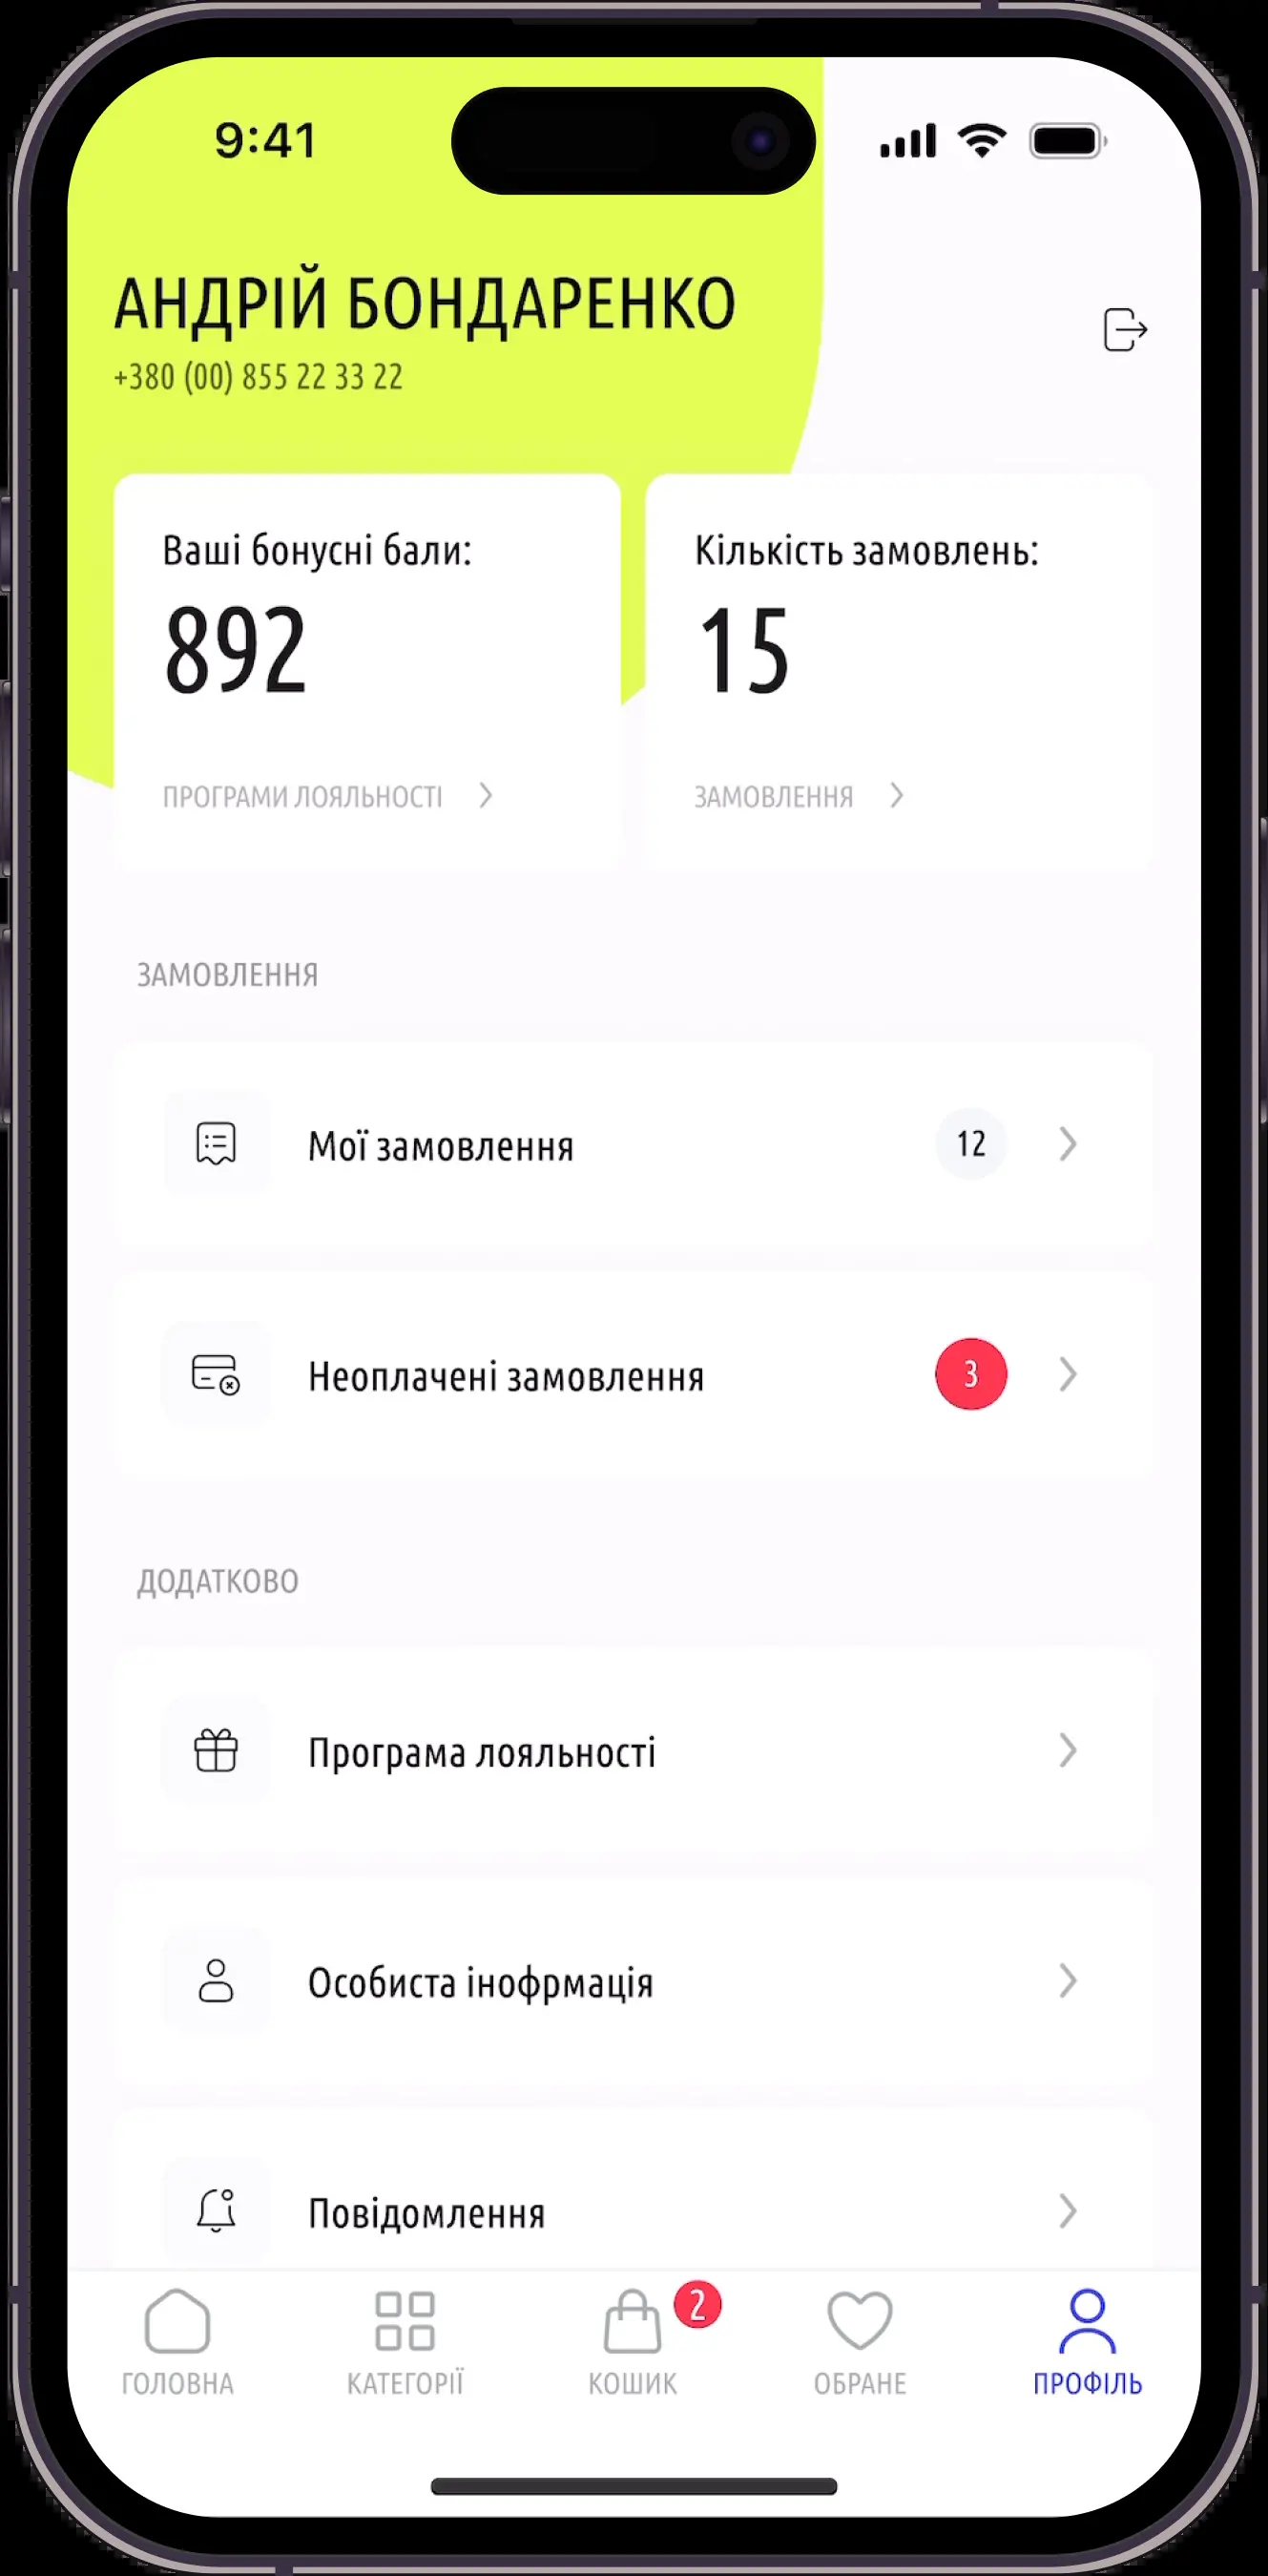 9:41
АНДРІЙ БОНДАРЕНКО
+380 (00) 855 22 33 22
Ваші бонусні бали:
892
ПРОГРАМИ ЛОЯЛЬНОСТІ
Кількість замовлень:
15
ЗАМОВЛЕННЯ
ЗАМОВЛЕННЯ
Мої замовлення 12
Неоплачені замовлення 3
ДОДАТКОВО
Програма лояльності
Особиста інофрмація
Повідомлення
2
ГОЛОВНА КАТЕГОРІЇ КОШИК ОБРАНЕ ПРОФІЛЬ